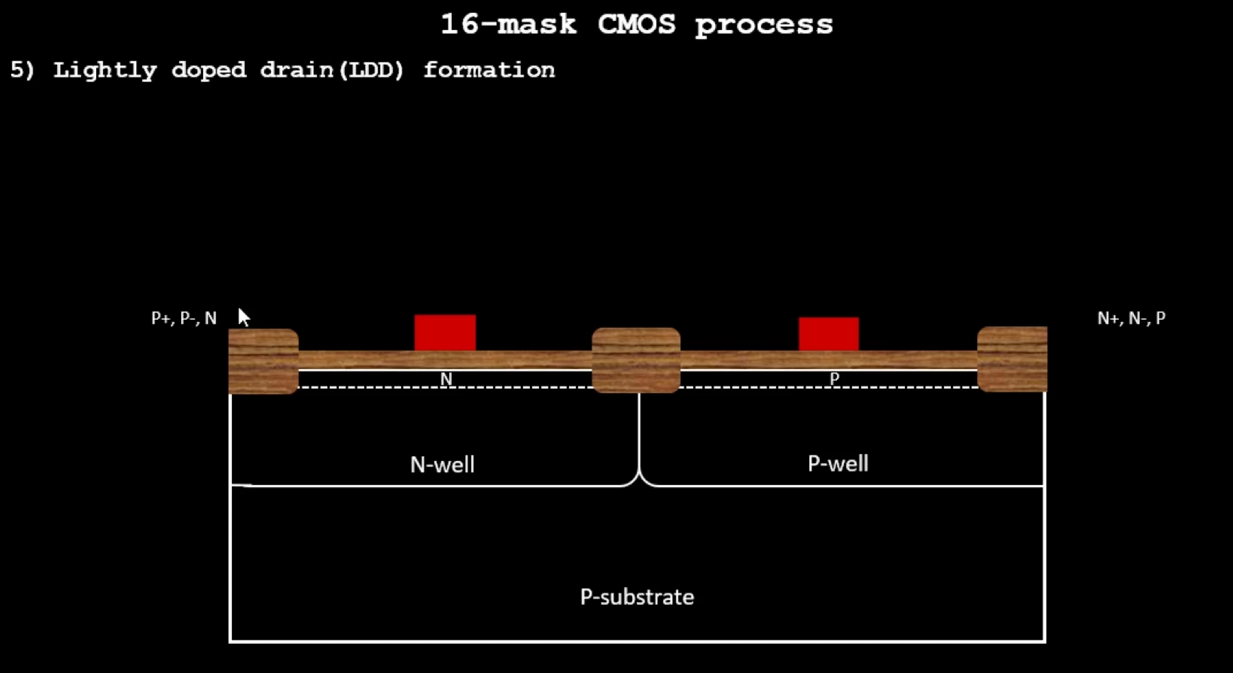 16-mask CMOS process
5) Lightly doped drain(LDD) formation
P+, P-, N
N+, N-, P
N
P
N-well
P-well
P-substrate